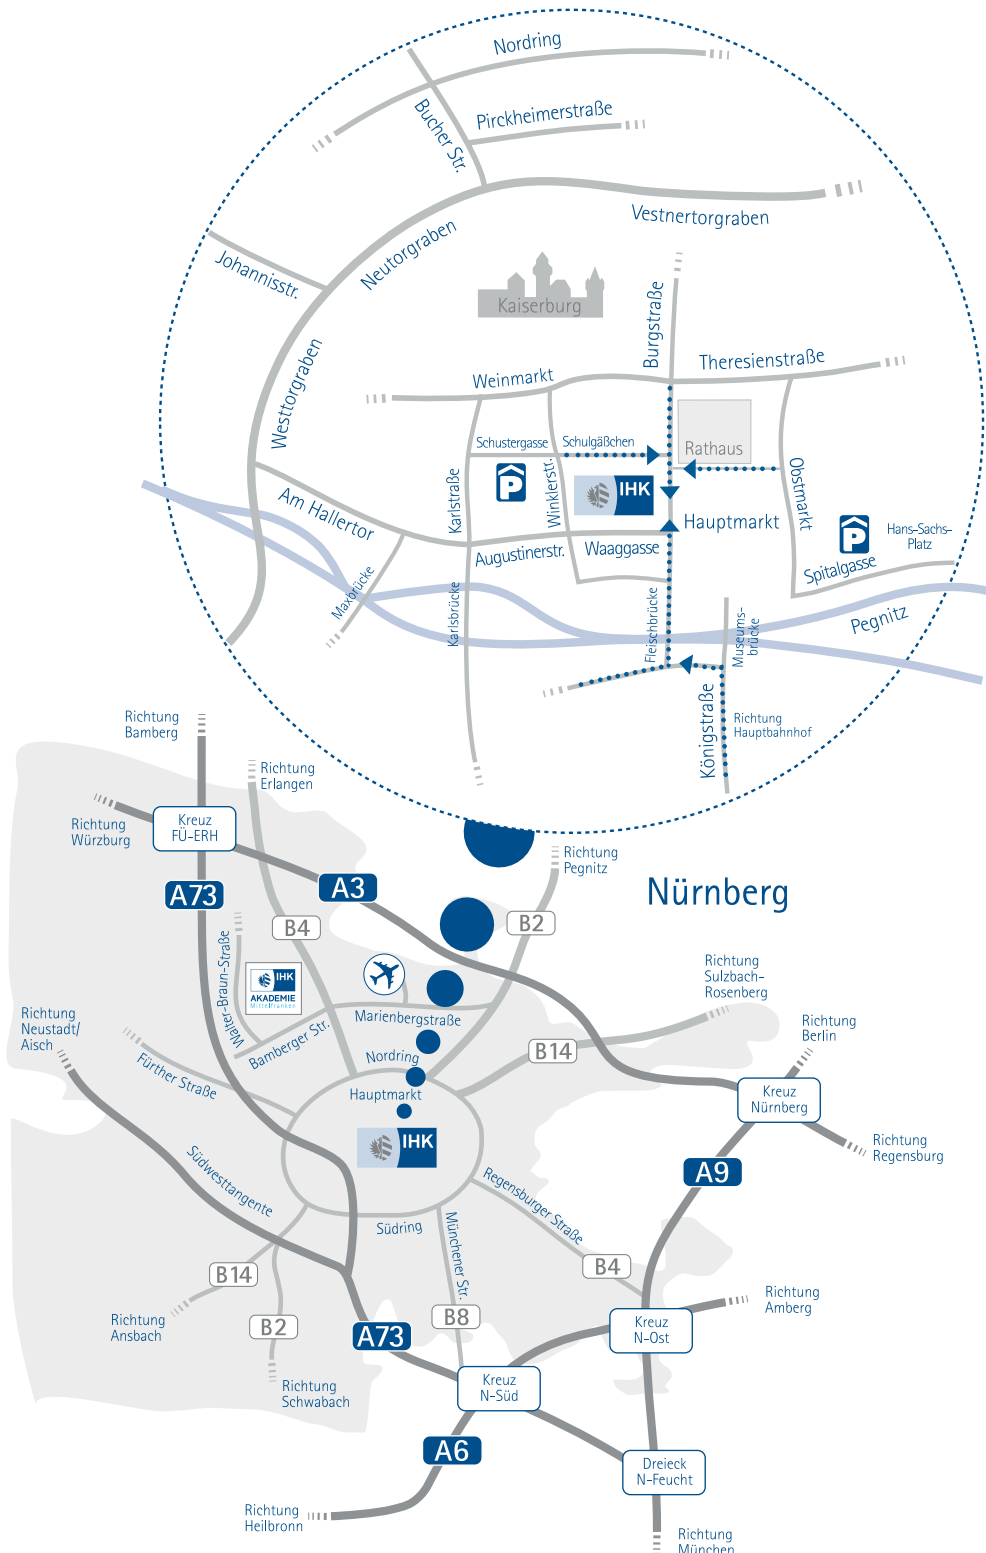 Nordring
Bucher Str.
Pirckheimerstraße
Vestnertorgraben
Neutorgraben
Johannisstr.
Kaiserburg
Burgstraße
Westtorgraben
Theresienstraße
Weinmarkt
Schustergasse
Schulgäßchen
Rathaus
Karlstraße
P
Winklerstr.
IHK
Obstmarkt
Am Hallertor
Hauptmarkt
P
Hans-Sachs-
Platz
Augustinerstr.
Waaggasse
Spitalgasse
Maxbrücke
Karlsbrücke
Fleischbrücke
Museums-
brücke
Pegnitz
Königstraße
Richtung
Hauptbahnhof
Richtung
Bamberg
Richtung
Erlangen
Richtung
Würzburg
Kreuz
FÜ-ERH
Richtung
Pegnitz
A73
A3
Nürnberg
B4
B2
Walter-Braun-Straße
IHK
AKADEMIE
Mittelfranken
Richtung
Sulzbach-
Rosenberg
Richtung
Neustadt/
Aisch
Marienbergstraße
Richtung
Berlin
Bamberger Str.
Nordring
B14
Fürther Straße
Hauptmarkt
Kreuz
Nürnberg
IHK
Richtung
Regensburg
Südwesttangente
A9
Regensburger Straße
Südring
Münchener Str.
B14
B4
Richtung
Amberg
Richtung
Ansbach
B2
A73
B8
Kreuz
N-Ost
Richtung
Schwabach
Kreuz
N-Süd
A6
Dreieck
N-Feucht
Richtung
Heilbronn
Richtung
München